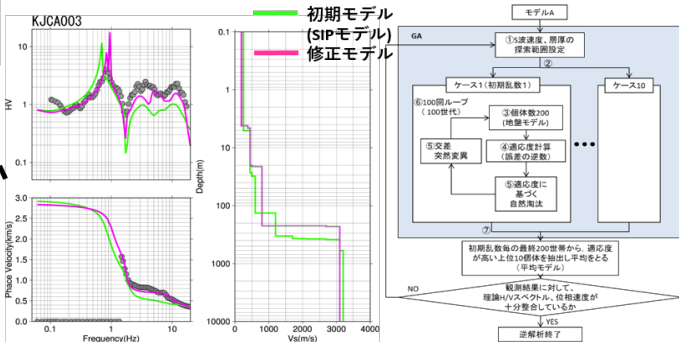 KJCA003
初期モデル
(SIPモデル)
修正モデル
10
1
0.1
HV
3.0
2.5
2.0
1.5
1.0
0.5
0.0
Phace Velocity(km/s)
0.1
1
10
Frequency(Hz)
0.1
1
10
100
1000
10000
Depth(m)
0
1000
2000
3000
4000
Vs(m/s)
モデルA
GA
①S波速度、層厚の
探索範囲設定
②
ケース1(初期乱数1)
ケース10
⑥100回ループ
(100世代)
③個体数200
(地盤モデル)
④適応度計算
(誤差の逆数)
⑤交差
突然変異
⑤適応度に
基づく
自然淘汰
⑦
初期乱数毎の最終200世帯から、適応度
が高い上位10個体を抽出し平均をとる
(平均モデル)
NO
観測結果に対して、
理論H/Vスペクトル、位相速度が
十分整合しているか
YES
逆解析終了